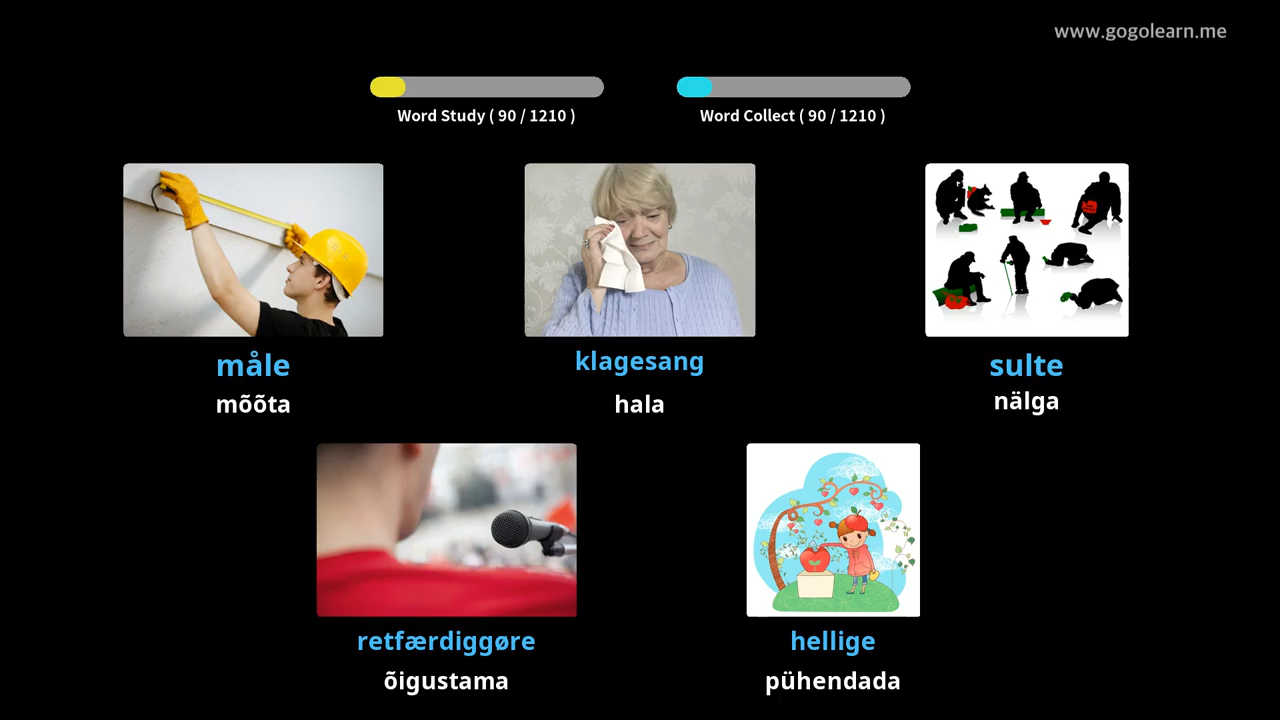 www.gogolearn.me
Word Study ( 90 / 1210 )
Word Collect ( 90 / 1210 )
måle
klagesang
sulte
mõõta
hala
nälga
retfærdiggøre
hellige
õigustama
pühendada